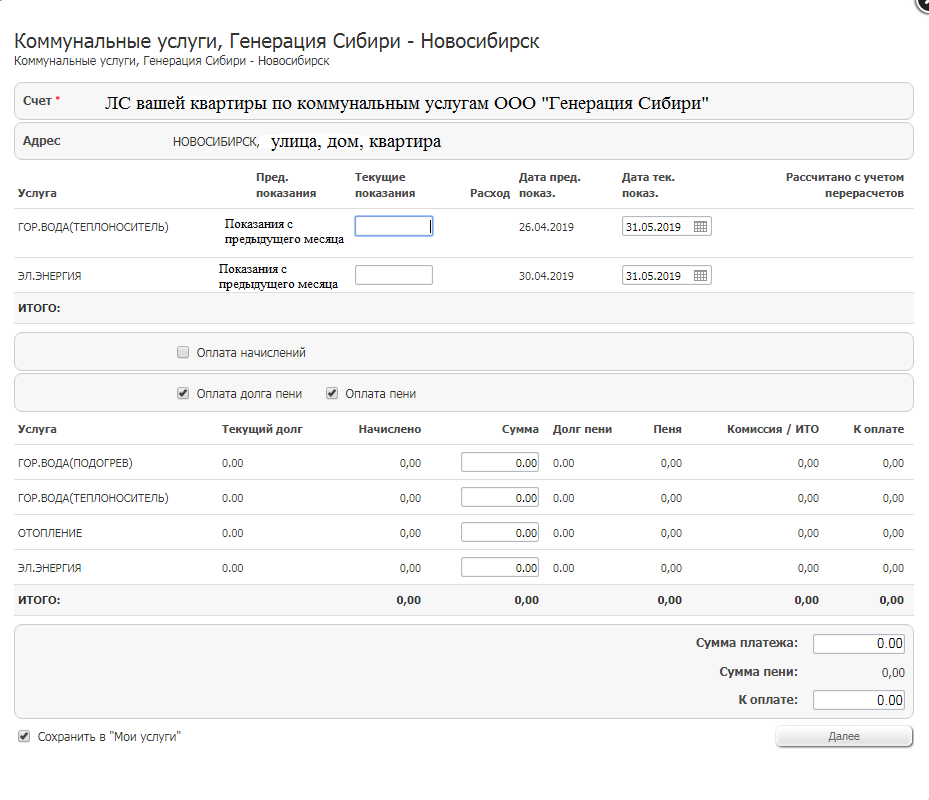 Коммунальные услуги, Генерация Сибири - Новосибирск
Коммунальные услуги, Генерация Сибири - Новосибирск
Счет * ЛС вашей квартиры по коммунальным услугам ООО "Генерация Сибири"
Адрес НОВОСИБИРСК, улица, дом, квартира
Услуга Пред. показания Текущие показания Расход Дата пред. показ. Дата тек. показ. Рассчитано с учетом перерасчетов
ГОР.ВОДА(ТЕПЛОНОСИТЕЛЬ) Показания с предыдущего месяца 26.04.2019 31.05.2019
ЭЛ.ЭНЕРГИЯ Показания с предыдущего месяца 30.04.2019 31.05.2019
ИТОГО:
Оплата начислений
Оплата долга пени Оплата пени
Услуга Текущий долг Начислено Сумма Долг пени Пеня Комиссия / ИТО К оплате
ГОР.ВОДА(ПОДОГРЕВ) 0.00 0,00 0.00 0.00 0,00 0,00 0,00
ГОР.ВОДА(ТЕПЛОНОСИТЕЛЬ) 0.00 0,00 0.00 0.00 0,00 0,00 0,00
ОТОПЛЕНИЕ 0.00 0,00 0.00 0.00 0,00 0,00 0,00
ЭЛ.ЭНЕРГИЯ 0.00 0,00 0.00 0.00 0,00 0,00 0,00
ИТОГО: 0,00 0,00 0,00 0,00 0,00
Сумма платежа: 0.00
Сумма пени: 0,00
К оплате: 0.00
Сохранить в "Мои услуги" Далее